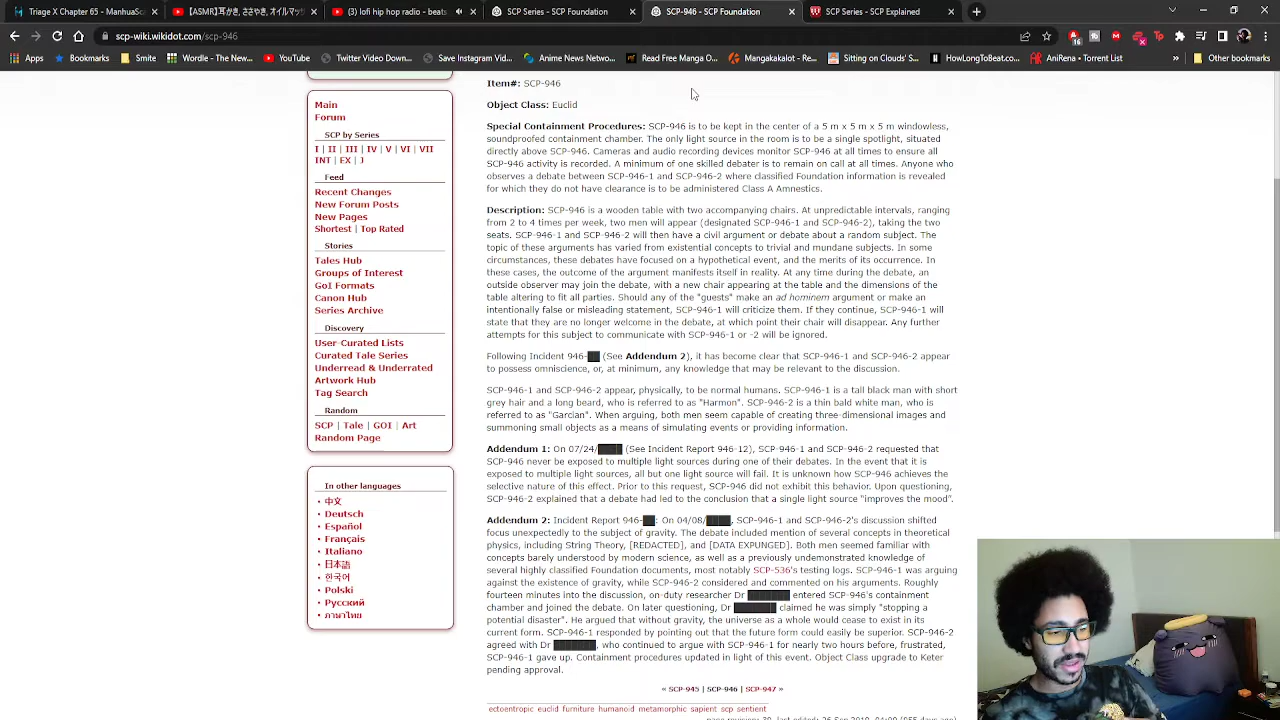 Triage X Chapter 65 - ManhuaSc
【ASMR】耳かき、ささやき、オイルマッ
(3) lofi hip hop radio - bea
SCP Series - SCP Foundation
SCP-946 - SCP Foundation
SCP Series - SCP Explained
scp-wiki.wikidot.com/scp-946
16
Tp
Bookmarks
Smite
Wordle - The New...
YouTube
Twitter Video Down...
Save Instagram Vide...
Anime downloads -...
Read Free Manga O...
Mangakakalot - Re...
Sitting on Clouds' S...
HowLongToBeat.co...
AniRena | Torrent List
»
Other bookmarks
Main
Forum
SCP by Series
I | II | III | IV | V | VI | VII
INT | EX | J
Feed
Recent Changes
New Forum Posts
New Pages
Shortest | Top Rated
Stories
Tales Hub
Groups of Interest
GoI Formats
Canon Hub
Series Archive
Discovery
User-Curated Lists
Curated Tale Series
Underread & Underrated
Artwork Hub
Tag Search
Random
SCP | Tale | GOI | Art
Random Page
In other languages
中文
Deutsch
Español
Français
Italiano
日本語
한국어
Polski
Русский
ภาษาไทย
Item#: SCP-946
Object Class: Euclid
Special Containment Procedures: SCP-946 is to be kept in the center of a 5 m x 5 m x 5 m windowless,
soundproofed containment chamber. The only light source in the room is to be a single spotlight, situated
directly above SCP-946. Cameras and audio recording devices monitor SCP-946 at all times to ensure all
SCP-946 activity is recorded. A minimum of one skilled debater is to remain on call at all times. Anyone who
observes a debate between SCP-946-1 and SCP-946-2 where classified Foundation information is revealed
for which they do not have clearance is to be administered Class A Amnestics.
Description: SCP-946 is a wooden table with two accompanying chairs. At unpredictable intervals, ranging
from 2 to 4 times per week, two men will appear (designated SCP-946-1 and SCP-946-2), taking the two
seats. SCP-946-1 and SCP-946-2 will then have a civil argument or debate about a random subject. The
topic of these arguments has varied from existential concepts to trivial and mundane subjects. In some
circumstances, these debates have focused on a hypothetical event, and the merits of its occurrence. In
these cases, the outcome of the argument manifests itself in reality. At any time during the debate, an
outside observer may join the debate, with a new chair appearing at the table and the dimensions of the
table altering to fit all parties. Should any of the "guests" make an ad hominem argument or make an
intentionally false or misleading statement, SCP-946-1 will criticize them. If they continue, SCP-946-1 will
state that they are no longer welcome in the debate, at which point their chair will disappear. Any further
attempts for this subject to communicate with SCP-946-1 or -2 will be ignored.
Following Incident 946-██ (See Addendum 2), it has become clear that SCP-946-1 and SCP-946-2 appear
to possess omniscience, or, at minimum, any knowledge that may be relevant to the discussion.
SCP-946-1 and SCP-946-2 appear, physically, to be normal humans. SCP-946-1 is a tall black man with short
grey hair and a long beard, who is referred to as "Harmon". SCP-946-2 is a thin bald white man, who is
referred to as "Garcian". When arguing, both men seem capable of creating three-dimensional images and
summoning small objects as a means of simulating events or providing information.
Addendum 1: On 07/24/████ (See Incident Report 946-12), SCP-946-1 and SCP-946-2 requested that
SCP-946 never be exposed to multiple light sources during one of their debates. In the event that it is
exposed to multiple light sources, all but one light source will fail. It is unknown how SCP-946 achieves the
selective nature of this effect. Prior to this request, SCP-946 did not exhibit this behavior. Upon questioning,
SCP-946-2 explained that a debate had led to the conclusion that a single light source "improves the mood".
Addendum 2: Incident Report 946-██: On 04/08/████, SCP-946-1 and SCP-946-2's discussion shifted
focus unexpectedly to the subject of gravity. The debate included mention of several concepts in theoretical
physics, including String Theory, [REDACTED], and [DATA EXPUNGED]. Both men seemed familiar with
concepts barely understood by modern science, as well as a previously undemonstrated knowledge of
several highly classified Foundation documents, most notably SCP-536's testing logs. SCP-946-1 was arguing
against the existence of gravity, while SCP-946-2 considered and commented on his arguments. Roughly
fourteen minutes into the discussion, on-duty researcher Dr ██████ entered SCP-946's containment
chamber and joined the debate. On later questioning, Dr ██████ claimed he was simply "stopping a
potential disaster". He argued that without gravity, the universe as a whole would cease to exist in its
current form. SCP-946-1 responded by pointing out that the future form could easily be superior. SCP-946-2
agreed with Dr ██████, who continued to argue with SCP-946-1 for nearly two hours before, frustrated,
SCP-946-1 gave up. Containment procedures updated in light of this event. Object Class upgrade to Keter
pending approval.
« SCP-945 | SCP-946 | SCP-947 »
ectoentropic euclid furniture humanoid metamorphic sapient scp sentient